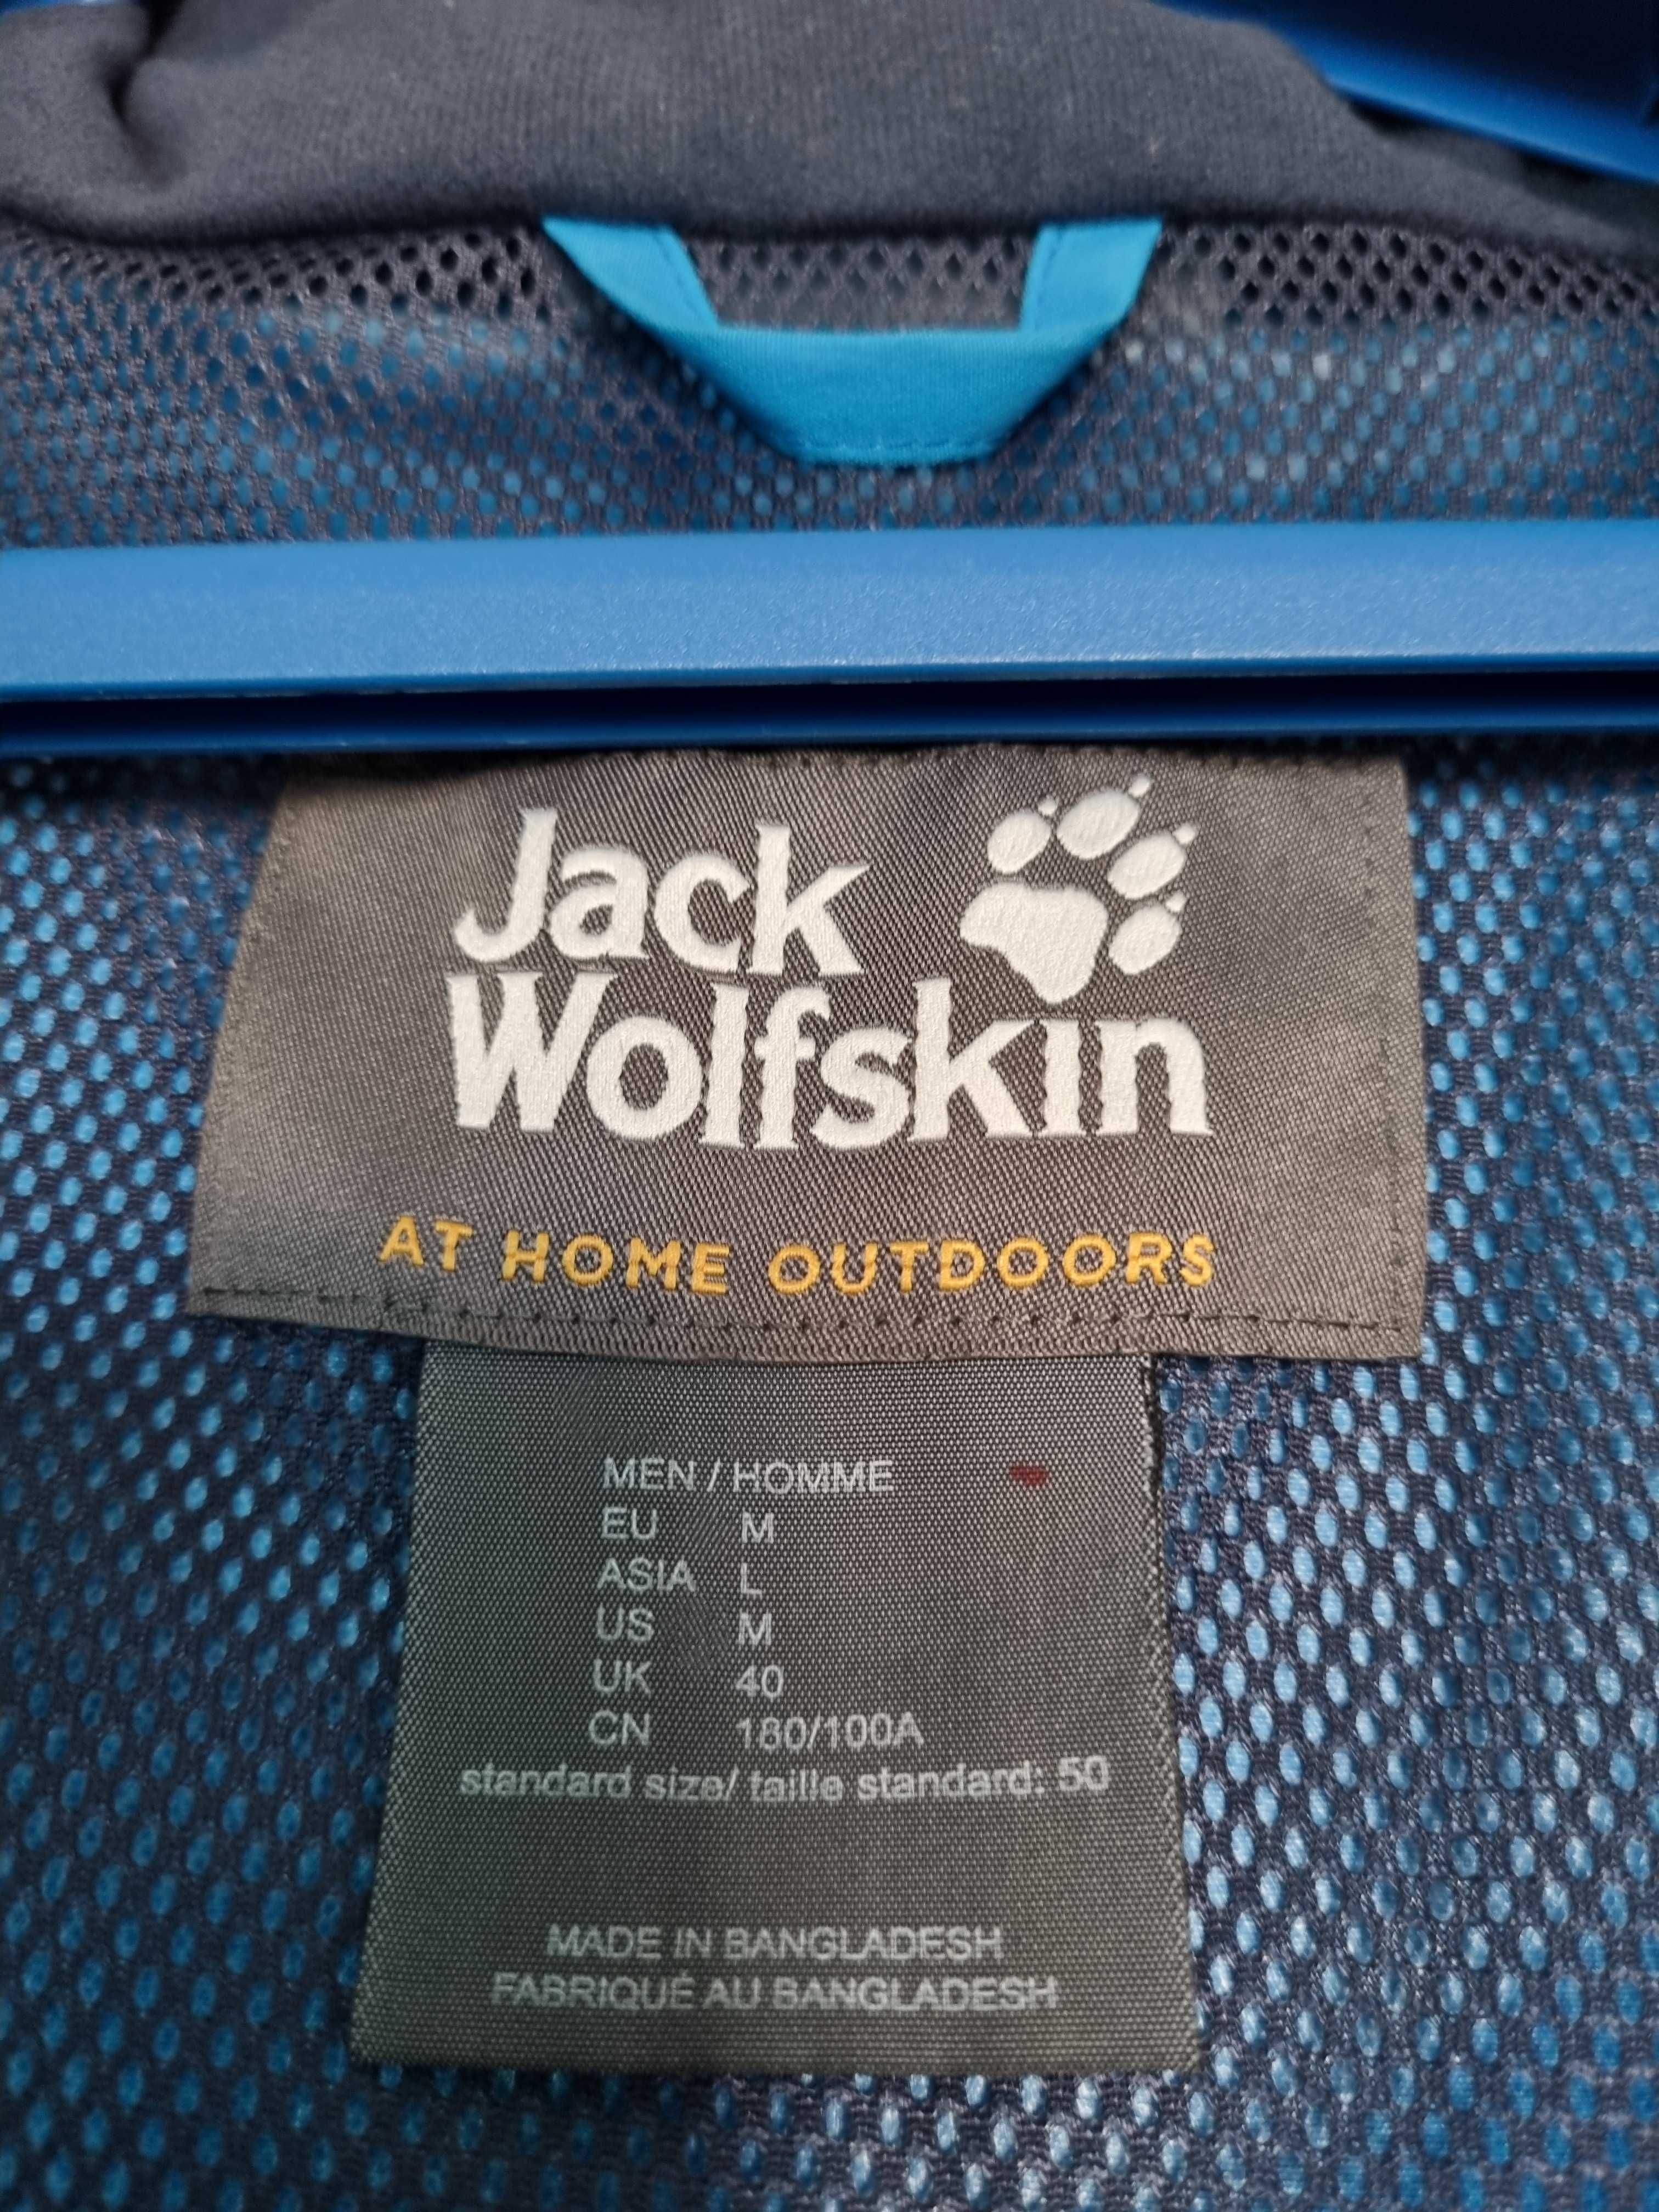 Jack
Wolfskin
AT HOME OUTDOORS
MEN / HOMME
EU M
ASIA L
US M
UK 40
CN 180/100A
standard size/ taille standard: 50
MADE IN BANGLADESH
FABRIQUÉ AU BANGLADESH